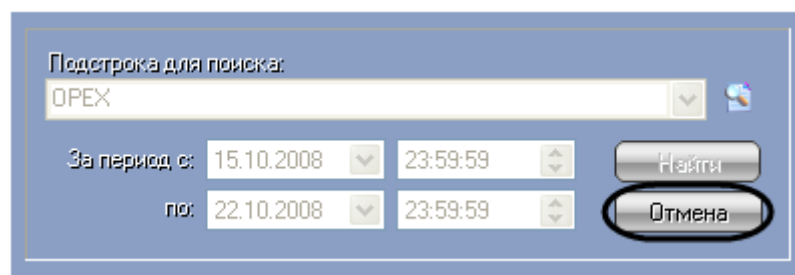 Подстрока для поиска:
ОРЕХ
За период с: 15.10.2008 23:59:59 Найти
по: 22.10.2008 23:59:59 Отмена